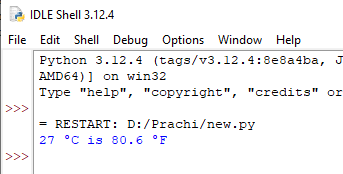 IDLE Shell 3.12.4
File Edit Shell Debug Options Window Help
Python 3.12.4 (tags/v3.12.4:8e8a4ba, J
AMD64)] on win32
Type "help", "copyright", "credits" or
>>>
= RESTART: D:/Prachi/new.py
27 °C is 80.6 °F
>>>